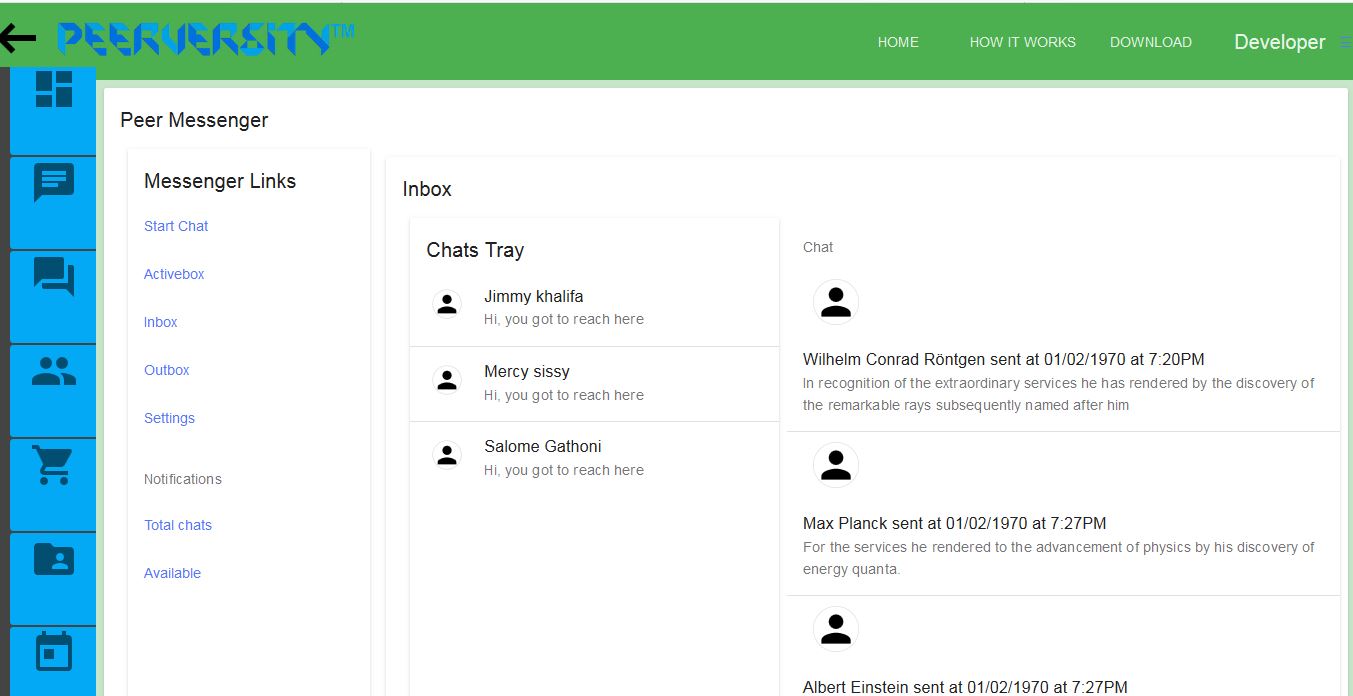 PEERVERSITY™
HOME
HOW IT WORKS
DOWNLOAD
Developer
Peer Messenger
Messenger Links
Start Chat
Activebox
Inbox
Outbox
Settings
Notifications
Total chats
Available
Inbox
Chats Tray
Jimmy khalifa
Hi, you got to reach here
Mercy sissy
Hi, you got to reach here
Salome Gathoni
Hi, you got to reach here
Chat
Wilhelm Conrad Röntgen sent at 01/02/1970 at 7:20PM
In recognition of the extraordinary services he has rendered by the discovery of
the remarkable rays subsequently named after him
Max Planck sent at 01/02/1970 at 7:27PM
For the services he rendered to the advancement of physics by his discovery of
energy quanta.
Albert Einstein sent at 01/02/1970 at 7:27PM